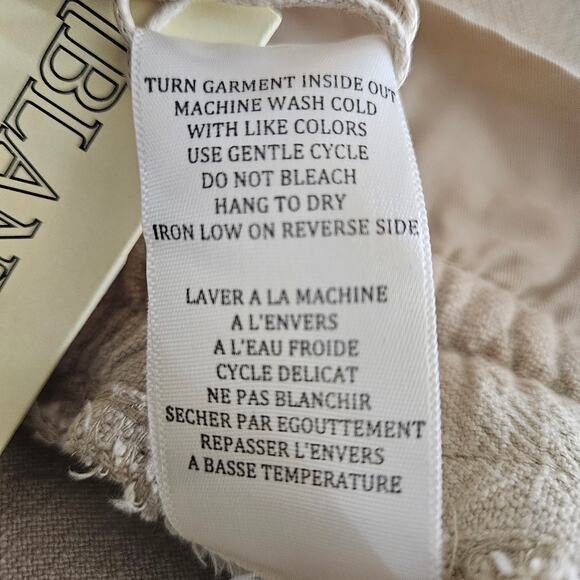 BLAN
TURN GARMENT INSIDE OUT
MACHINE WASH COLD
WITH LIKE COLORS
USE GENTLE CYCLE
DO NOT BLEACH
HANG TO DRY
IRON LOW ON REVERSE SIDE
LAVER A LA MACHINE
A L'ENVERS
A L'EAU FROIDE
CYCLE DELICAT
NE PAS BLANCHIR
SECHER PAR EGOUTTEMENT
REPASSER L'ENVERS
A BASSE TEMPERATURE